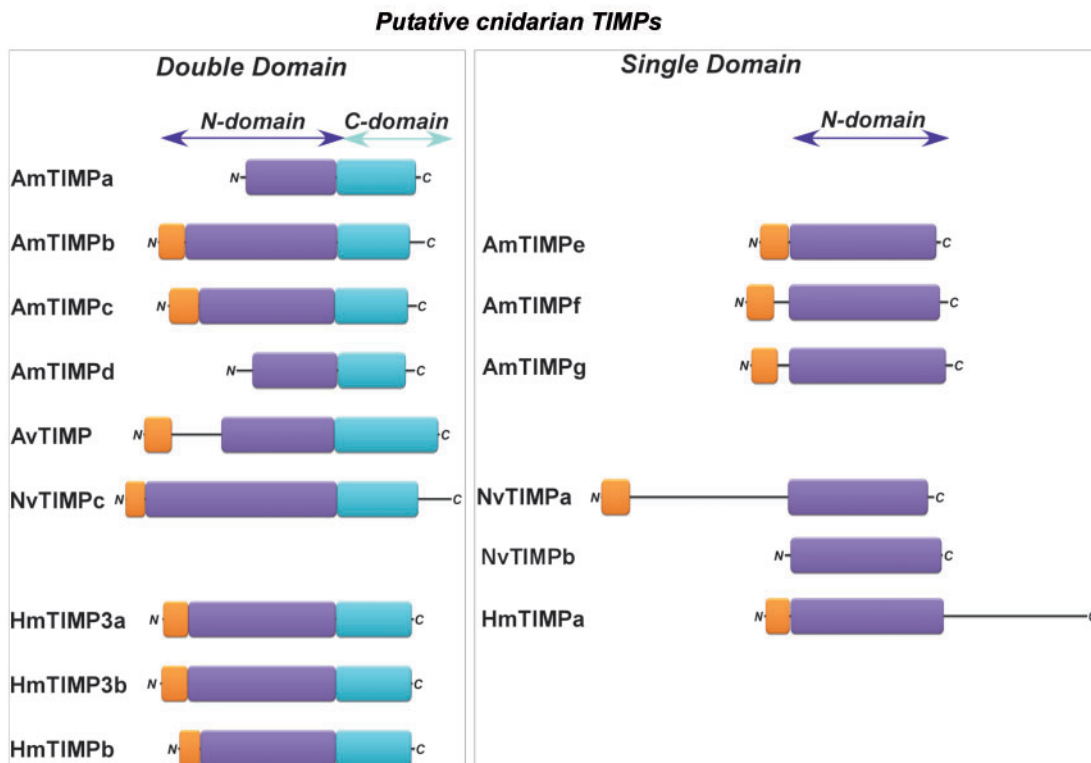 Putative cnidarian TIMPs
Double Domain
N-domain C-domain
AmTIMPa N C
AmTIMPb N C
AmTIMPc N C
AmTIMPd N C
AvTIMP N C
NvTIMPc N C
HmTIMP3a N C
HmTIMP3b N C
HmTIMPb N C
Single Domain
N-domain
AmTIMPe N C
AmTIMPf N C
AmTIMPg N C
NvTIMPa N C
NvTIMPb N C
HmTIMPa N C